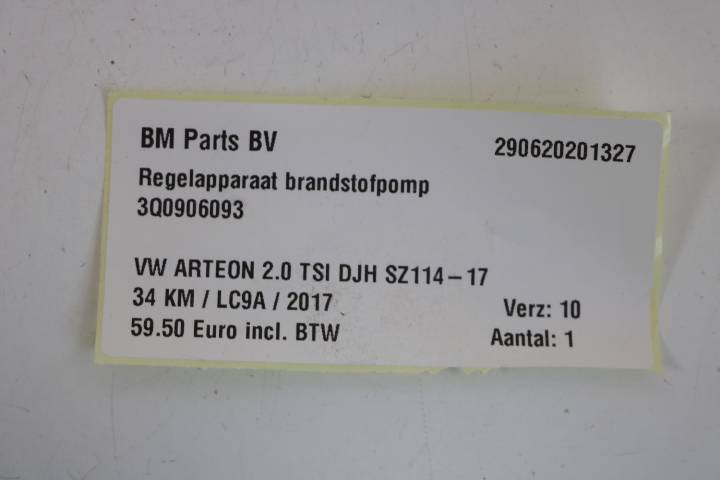 BM Parts BV 290620201327
Regelapparaat brandstofpomp
3Q0906093
VW ARTEON 2.0 TSI DJH SZ114-17
34 KM / LC9A / 2017 Verz: 10
59.50 Euro incl. BTW Aantal: 1